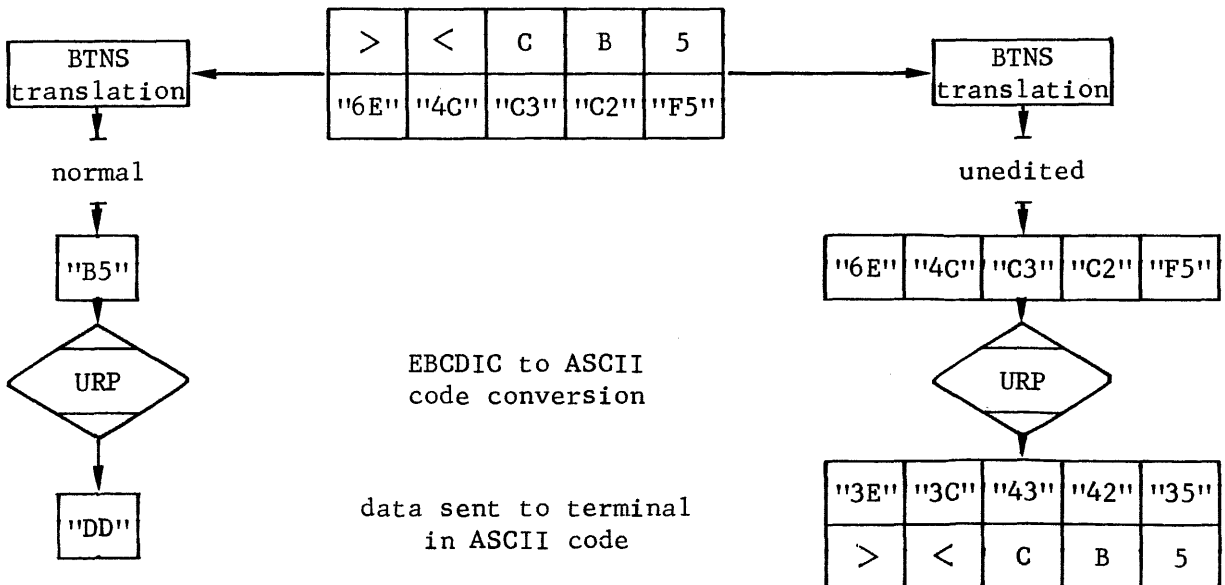 > < C B 5
"6E" "4C" "C3" "C2" "F5"
BTNS
translation
BTNS
translation
normal
unedited
"B5"
"6E" "4C" "C3" "C2" "F5"
URP
EBCDIC to ASCII
code conversion
URP
"DD"
data sent to terminal
in ASCII code
"3E" "3C" "43" "42" "35"
> < C B 5